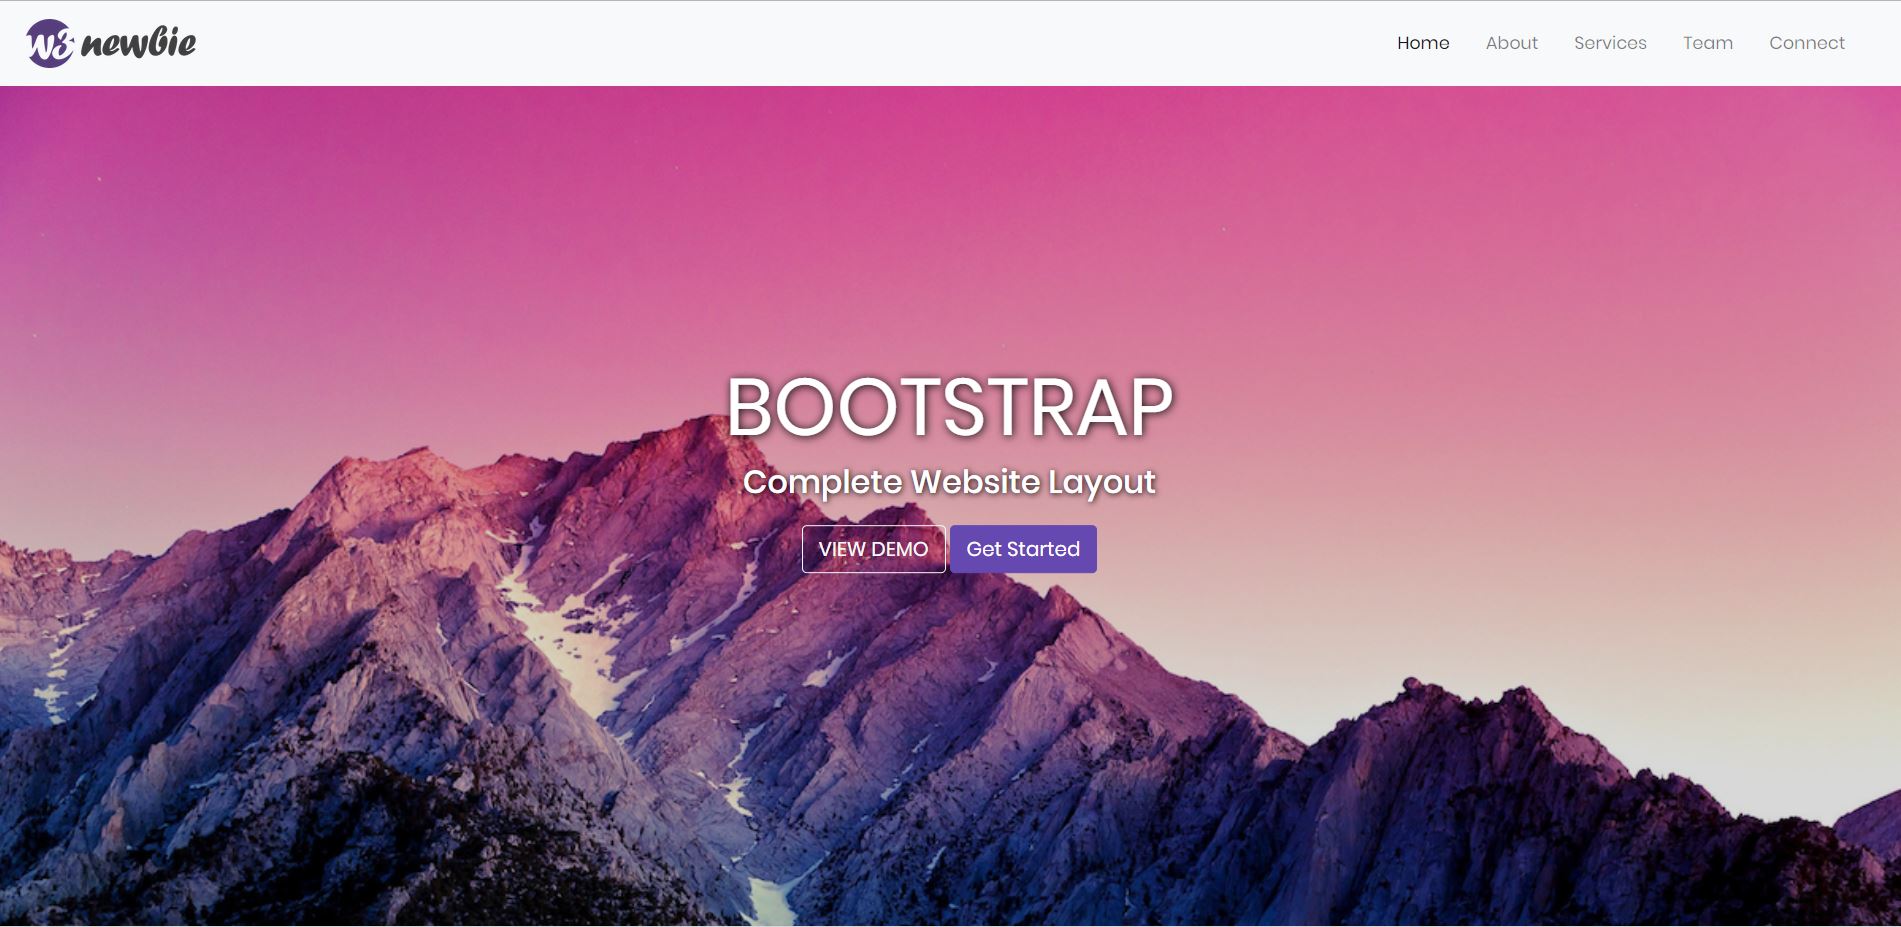 W3 newbie
Home About Services Team Connect
BOOTSTRAP
Complete Website Layout
VIEW DEMO Get Started